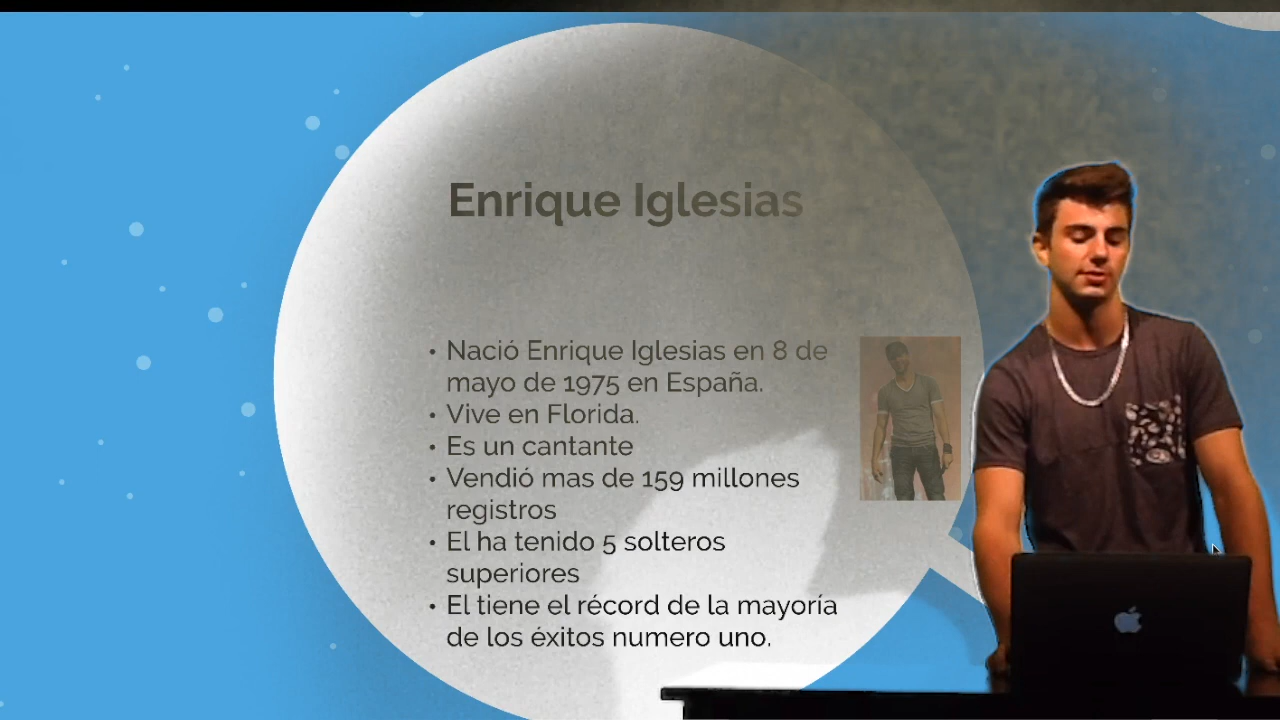 Enrique Iglesias
• Nació Enrique Iglesias en 8 de
mayo de 1975 en España.
• Vive en Florida.
• Es un cantante
• Vendió mas de 159 millones
registros
• El ha tenido 5 solteros
superiores
• El tiene el récord de la mayoría
de los éxitos numero uno.